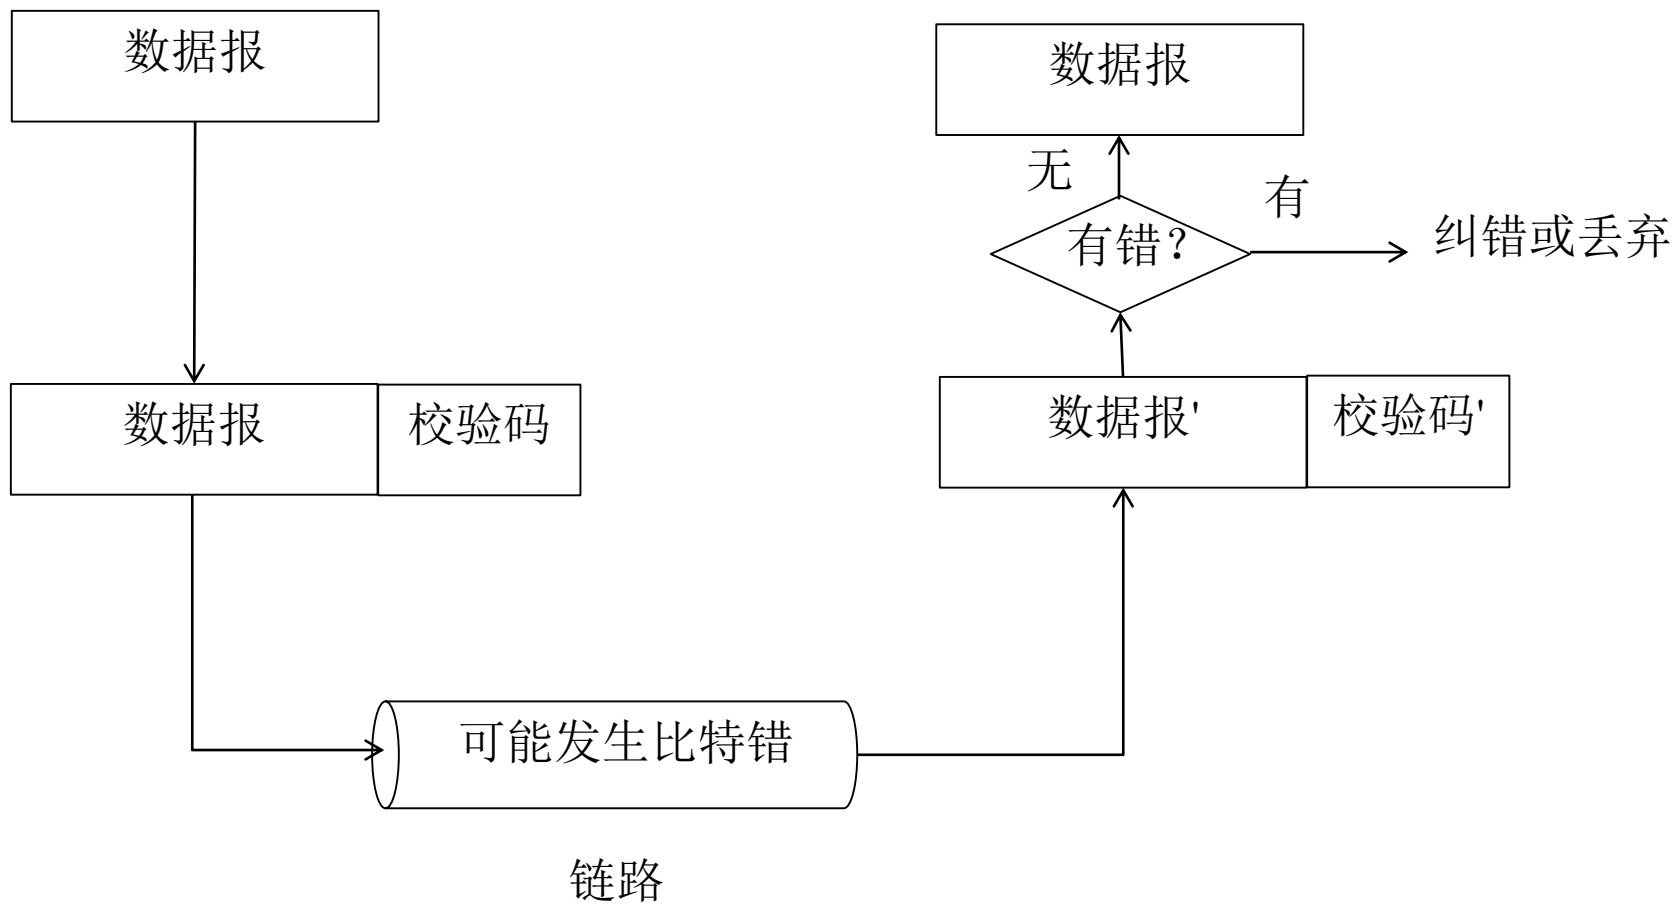 数据报
数据报
无
有
有错？
纠错或丢弃
数据报
校验码
数据报'
校验码'
可能发生比特错
链路